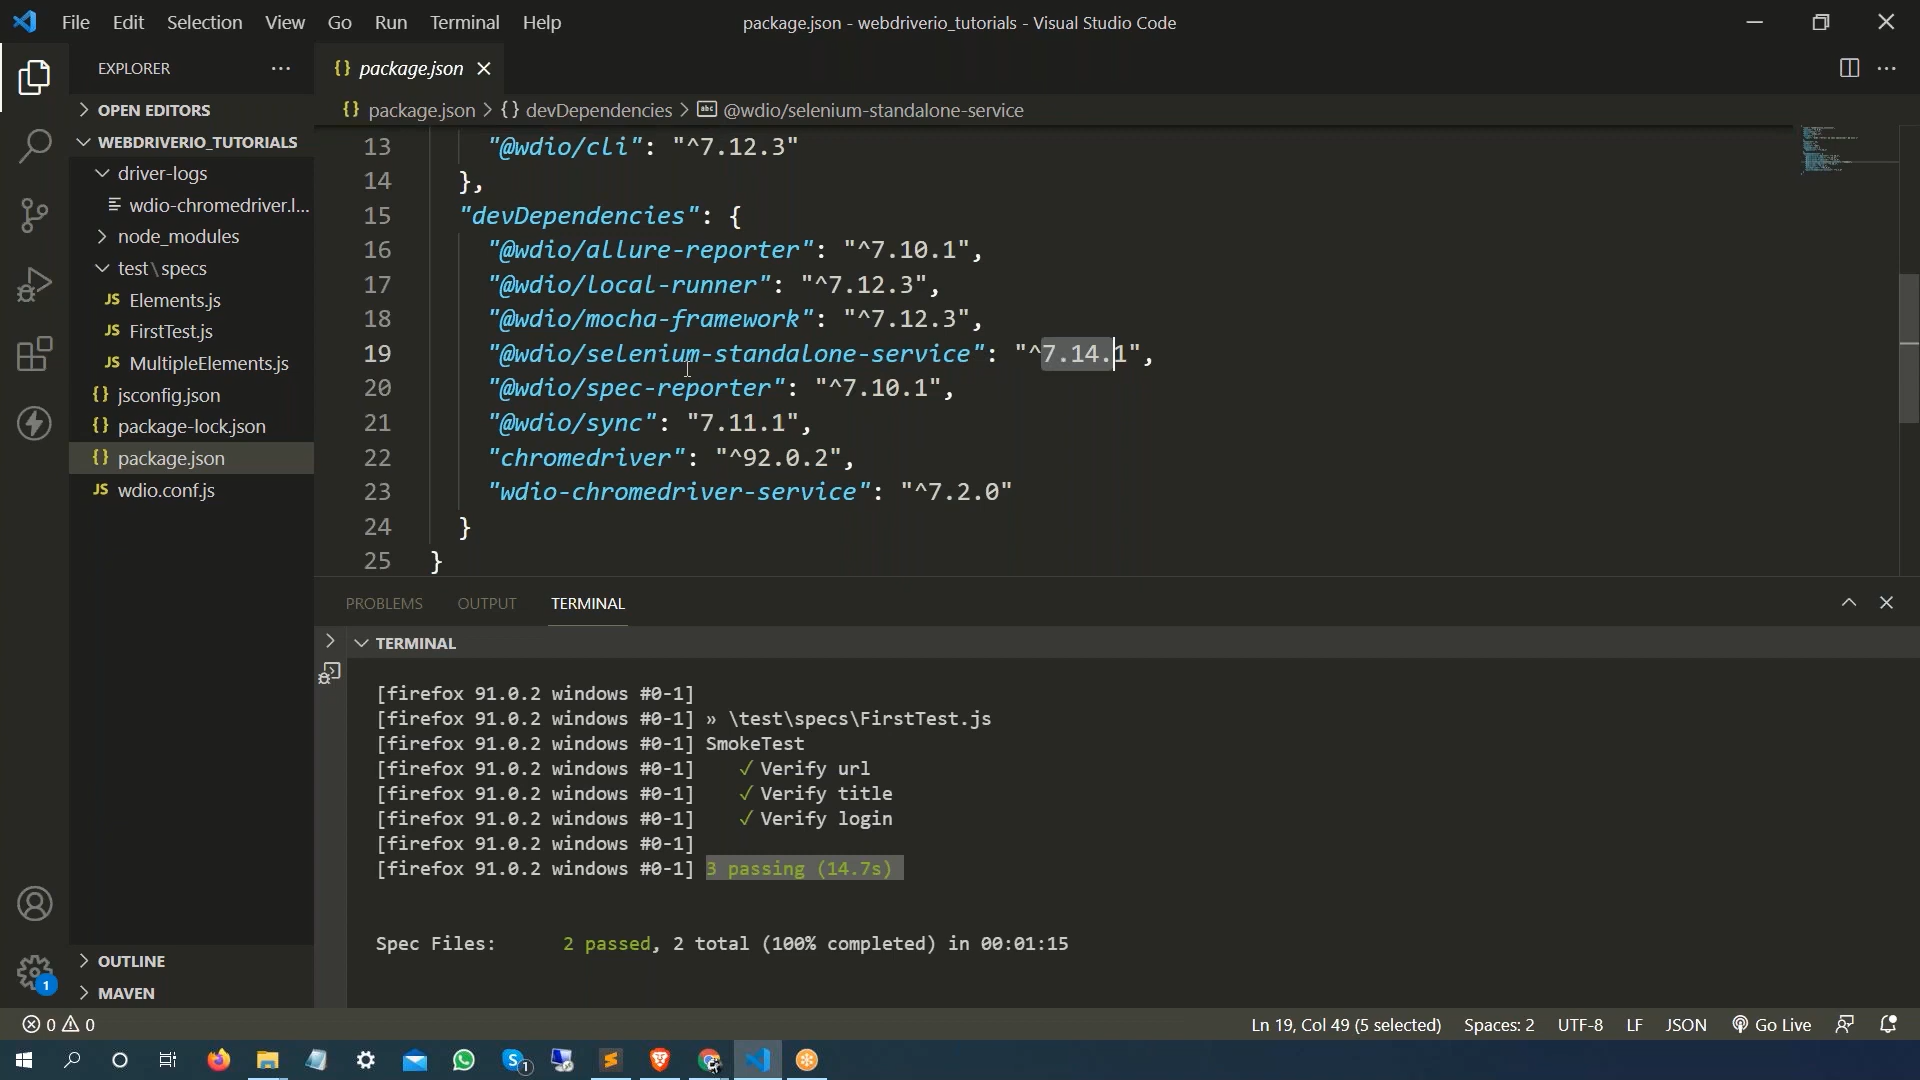 File Edit Selection View Go Run Terminal Help
package.json - webdriverio_tutorials - Visual Studio Code
EXPLORER
OPEN EDITORS
WEBDRIVERIO_TUTORIALS
driver-logs
wdio-chromedriver.l...
node_modules
test\specs
JS Elements.js
JS FirstTest.js
JS MultipleElements.js
{} jsconfig.json
{} package-lock.json
{} package.json
JS wdio.conf.js
OUTLINE
MAVEN
{} package.json
{} package.json > {} devDependencies > abc @wdio/selenium-standalone-service
13 "@wdio/cli": "^7.12.3"
14 },
15 "devDependencies": {
16 "@wdio/allure-reporter": "^7.10.1",
17 "@wdio/local-runner": "^7.12.3",
18 "@wdio/mocha-framework": "^7.12.3",
19 "@wdio/selenium-standalone-service": "^7.14.1",
20 "@wdio/spec-reporter": "^7.10.1",
21 "@wdio/sync": "7.11.1",
22 "chromedriver": "^92.0.2",
23 "wdio-chromedriver-service": "^7.2.0"
24 }
25 }
PROBLEMS OUTPUT TERMINAL
TERMINAL
[firefox 91.0.2 windows #0-1]
[firefox 91.0.2 windows #0-1] » \test\specs\FirstTest.js
[firefox 91.0.2 windows #0-1] SmokeTest
[firefox 91.0.2 windows #0-1] ✓ Verify url
[firefox 91.0.2 windows #0-1] ✓ Verify title
[firefox 91.0.2 windows #0-1] ✓ Verify login
[firefox 91.0.2 windows #0-1]
[firefox 91.0.2 windows #0-1] 3 passing (14.7s)
Spec Files: 2 passed, 2 total (100% completed) in 00:01:15
1
0 0
Ln 19, Col 49 (5 selected) Spaces: 2 UTF-8 LF JSON Go Live
1